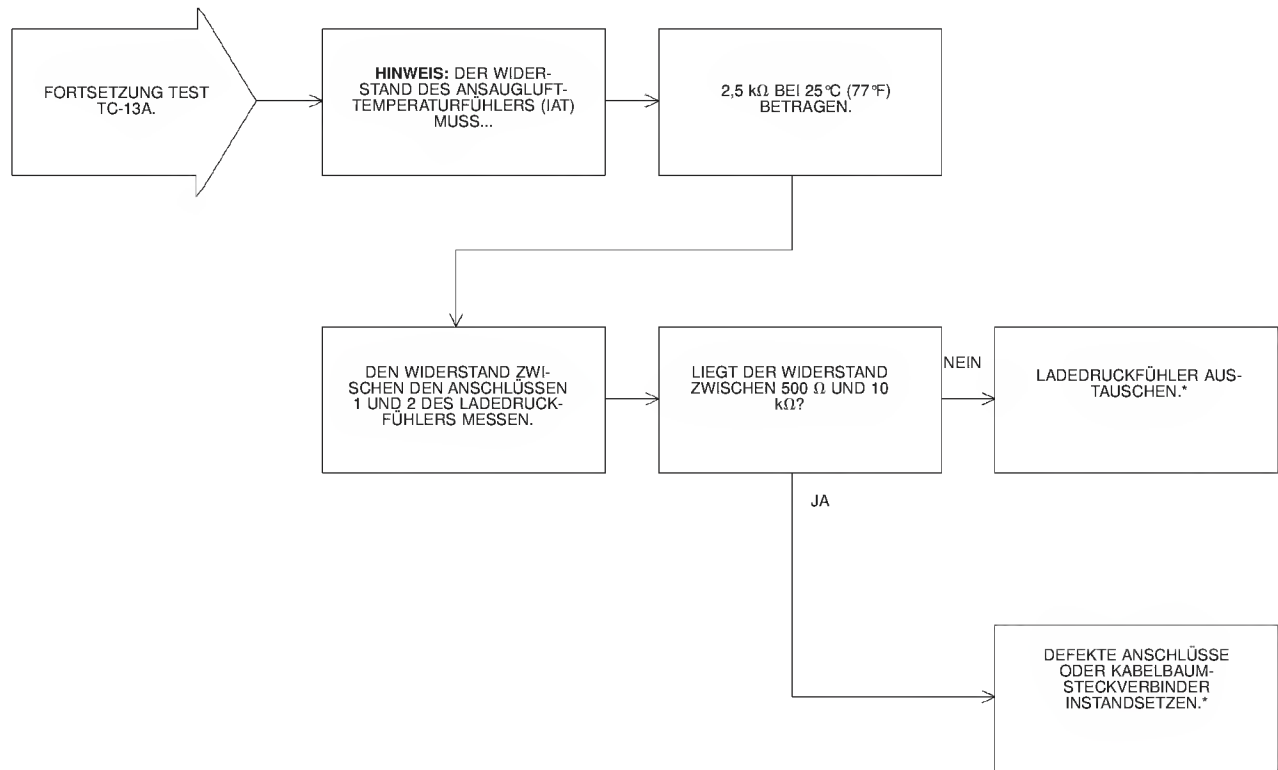 FORTSETZUNG TEST
TC-13A.
HINWEIS: DER WIDER-
STAND DES ANSAUGLUFT-
TEMPERATURFÜHLERS (IAT)
MUSS...
2,5 kΩ BEI 25°C (77°F)
BETRAGEN.
DEN WIDERSTAND ZWI-
SCHEN DEN ANSCHLÜSSEN
1 UND 2 DES LADEDRUCK-
FÜHLERS MESSEN.
LIEGT DER WIDERSTAND
ZWISCHEN 500 Ω UND 10
kΩ?
NEIN
LADEDRUCKFÜHLER AUS-
TAUSCHEN.*
JA
DEFEKTE ANSCHLÜSSE
ODER KABELBAUM-
STECKVERBINDER
INSTANDSETZEN.*